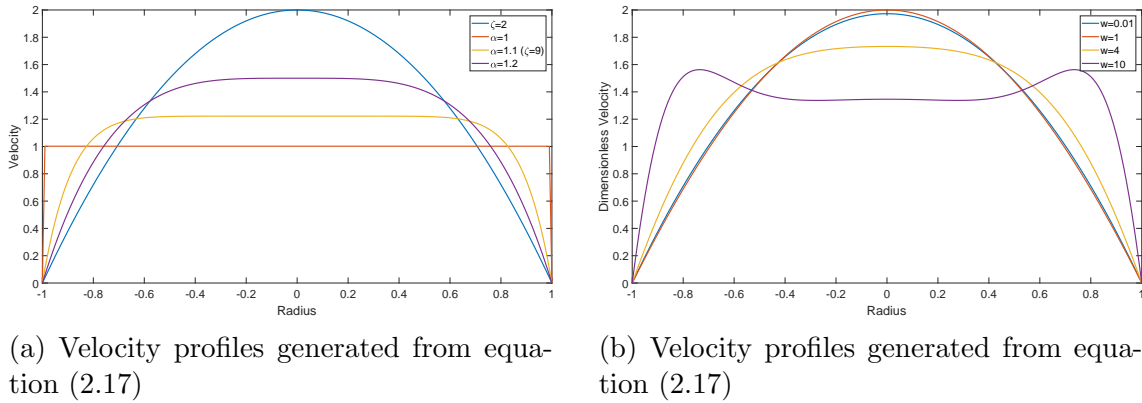 2
1.8
1.6
1.4
1.2
1
0.8
0.6
0.4
0.2
0
Velocity
-1 -0.8 -0.6 -0.4 -0.2 0 0.2 0.4 0.6 0.8 1
Radius
ζ=2
α=1
α=1.1 (ζ=9)
α=1.2
(a) Velocity profiles generated from equa-
tion (2.17)
2
1.8
1.6
1.4
1.2
1
0.8
0.6
0.4
0.2
0
Dimensionless Velocity
-1 -0.8 -0.6 -0.4 -0.2 0 0.2 0.4 0.6 0.8 1
Radius
w=0.01
w=1
w=4
w=10
(b) Velocity profiles generated from equa-
tion (2.17)